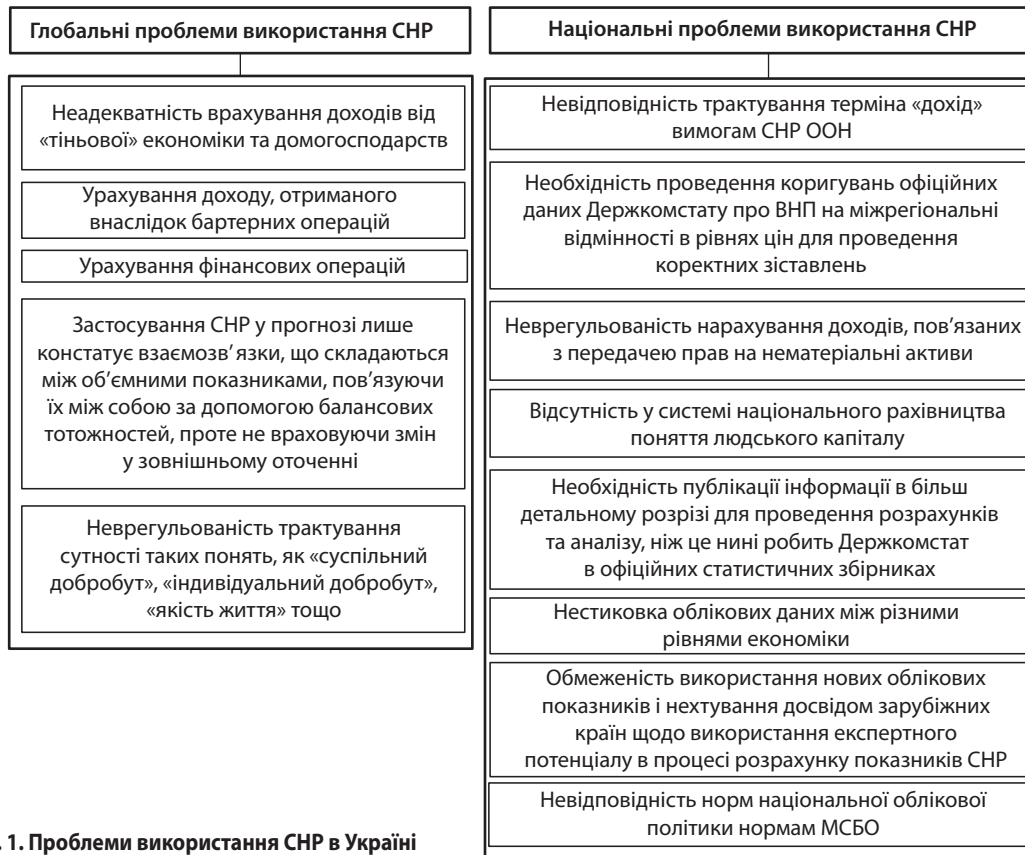 Глобальні проблеми використання СНР
Неадекватність врахування доходів від
«тіньової» економіки та домогосподарств
Урахування доходу, отриманого
внаслідок бартерних операцій
Урахування фінансових операцій
Застосування СНР у прогнозі лише
констатує взаємозв’язки, що складаються
між об’ємними показниками, пов’язуючи
їх між собою за допомогою балансових
тотожностей, проте не враховуючи змін
у зовнішньому оточенні
Неврегульованість трактування
сутності таких понять, як «суспільний
добробут», «індивідуальний добробут»,
«якість життя» тощо
Національні проблеми використання СНР
Невідповідність трактування терміна «дохід»
вимогам СНР ООН
Необхідність проведення коригувань офіційних
даних Держкомстату про ВНП на міжрегіональні
відмінності в рівнях цін для проведення
коректних зіставлень
Неврегульованість нарахування доходів, пов’язаних
з передачею прав на нематеріальні активи
Відсутність у системі національного рахівництва
поняття людського капіталу
Необхідність публікації інформації в більш
детальному розрізі для проведення розрахунків
та аналізу, ніж це нині робить Держкомстат
в офіційних статистичних збірниках
Нестиковка облікових даних між різними
рівнями економіки
Обмеженість використання нових облікових
показників і нехтування досвідом зарубіжних
країн щодо використання експертного
потенціалу в процесі розрахунку показників СНР
Невідповідність норм національної облікової
політики нормам МСБО
. 1. Проблеми використання СНР в Україні